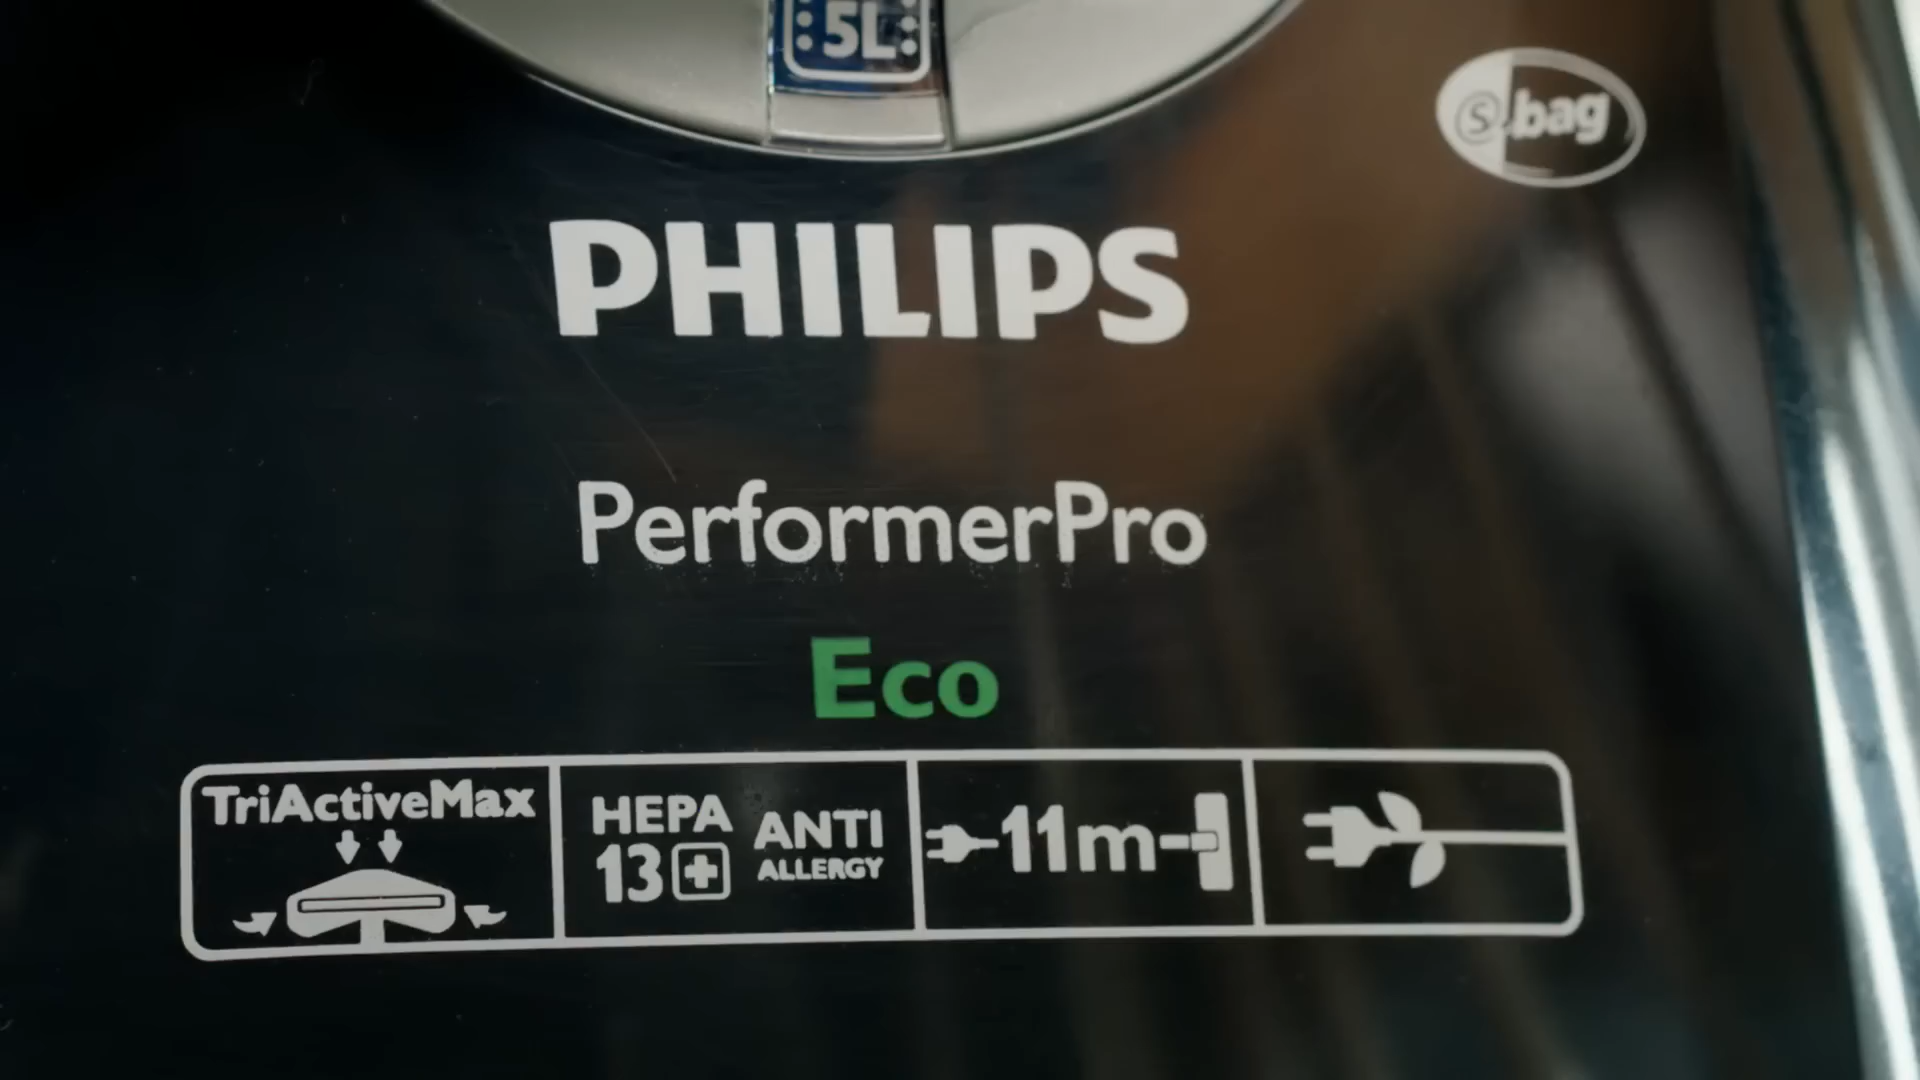 5L
s.bag
PHILIPS
PerformerPro
Eco
TriActiveMax
HEPA
13
ANTI
ALLERGY
11m